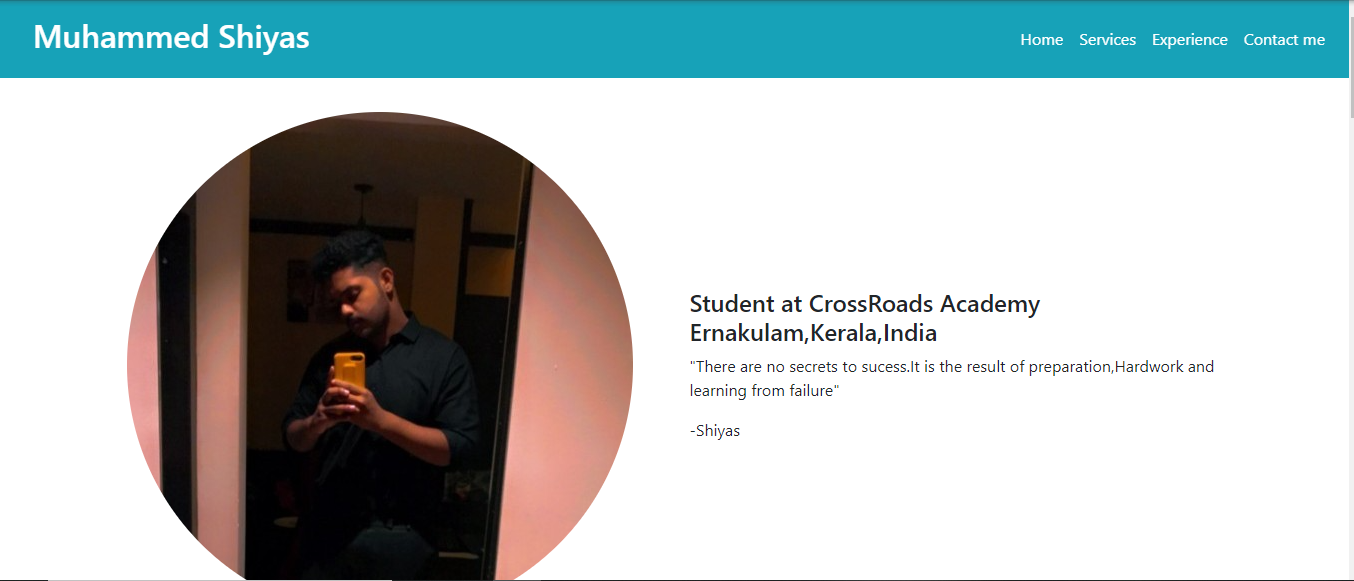 Muhammed Shiyas
Home Services Experience Contact me
Student at CrossRoads Academy
Ernakulam,Kerala,India
"There are no secrets to sucess.It is the result of preparation,Hardwork and
learning from failure"
-Shiyas